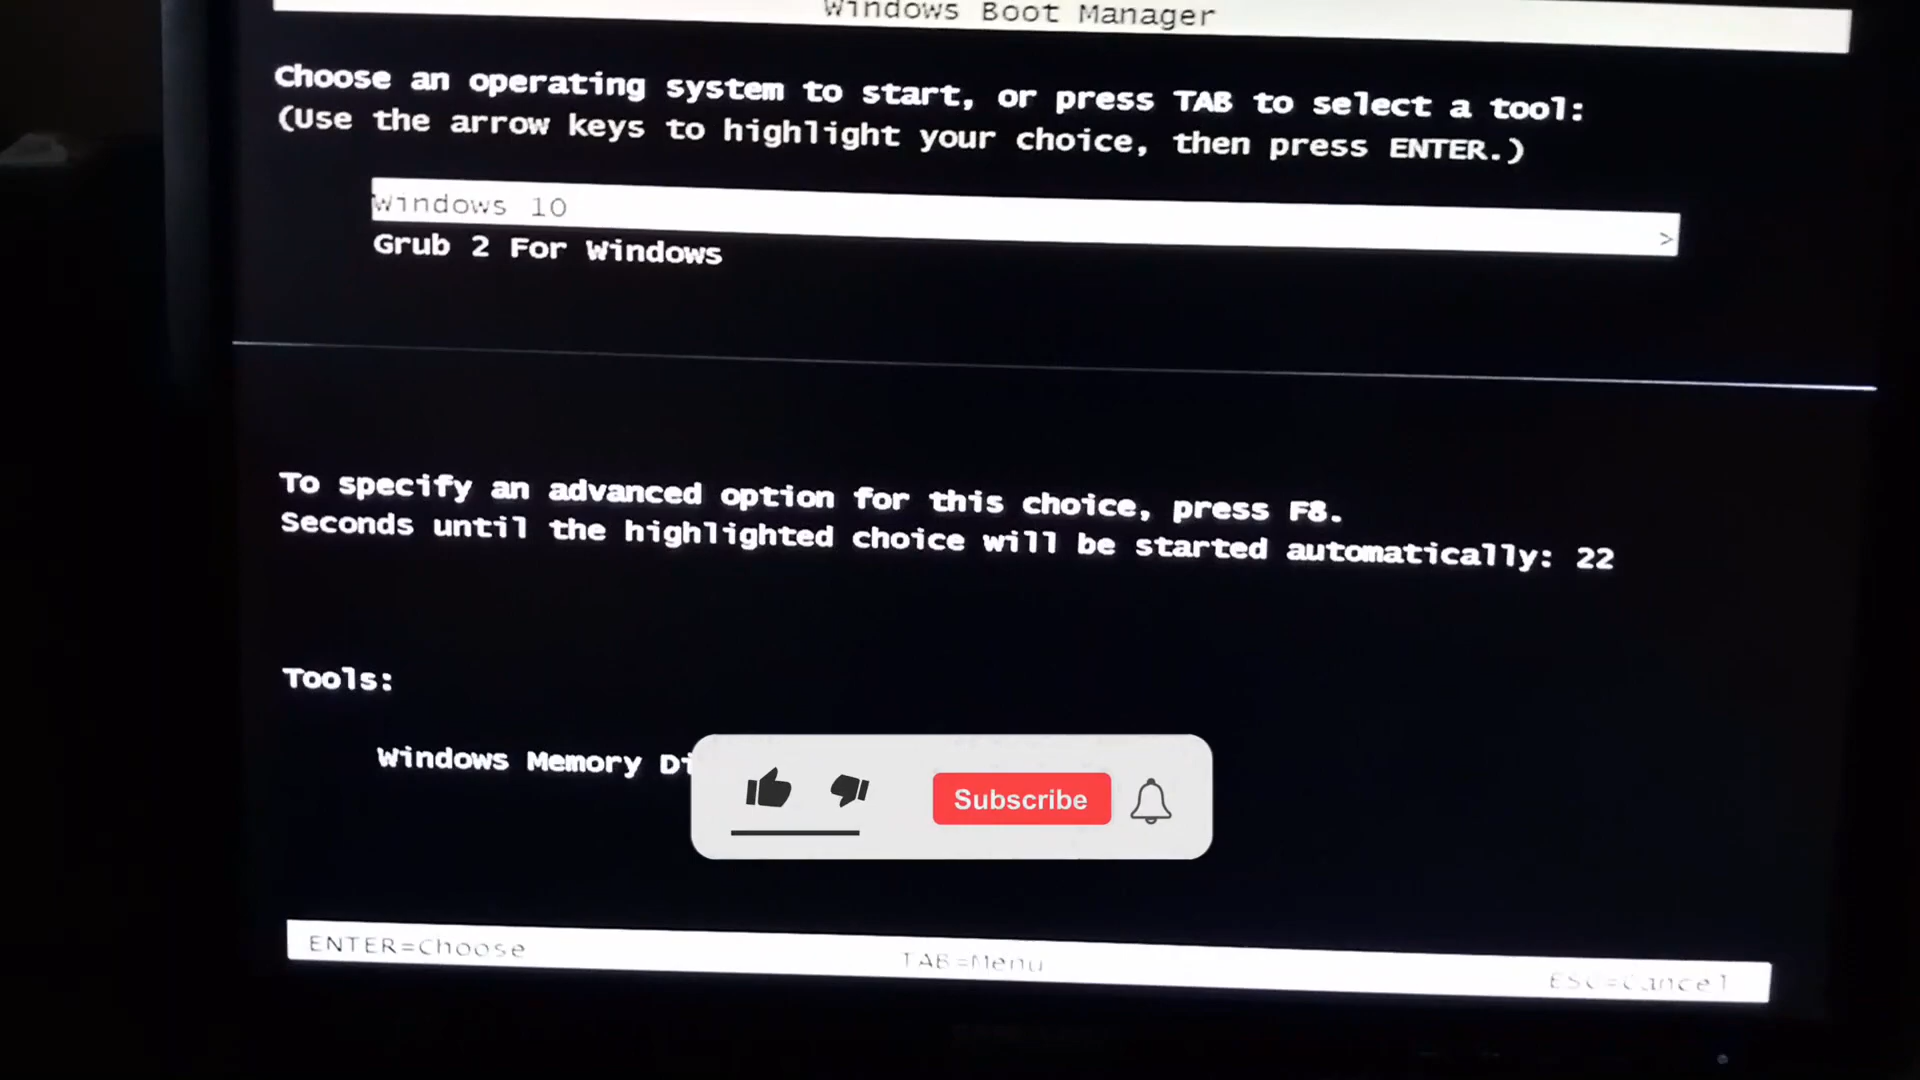 Windows Boot Manager
Choose an operating system to start, or press TAB to select a tool:
(Use the arrow keys to highlight your choice, then press ENTER.)
Windows 10 >
Grub 2 For Windows
To specify an advanced option for this choice, press F8.
Seconds until the highlighted choice will be started automatically: 22
Tools:
Windows Memory Di
Subscribe
ENTER=Choose TAB=Menu ESC=Cancel